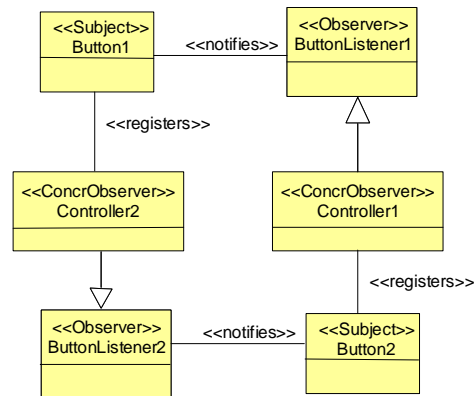 <<Subject>>
Button1
<<notifies>>
<<Observer>>
ButtonListener1
<<registers>>
<<ConcrObserver>>
Controller2
<<ConcrObserver>>
Controller1
<<registers>>
<<Observer>>
ButtonListener2
<<notifies>>
<<Subject>>
Button2